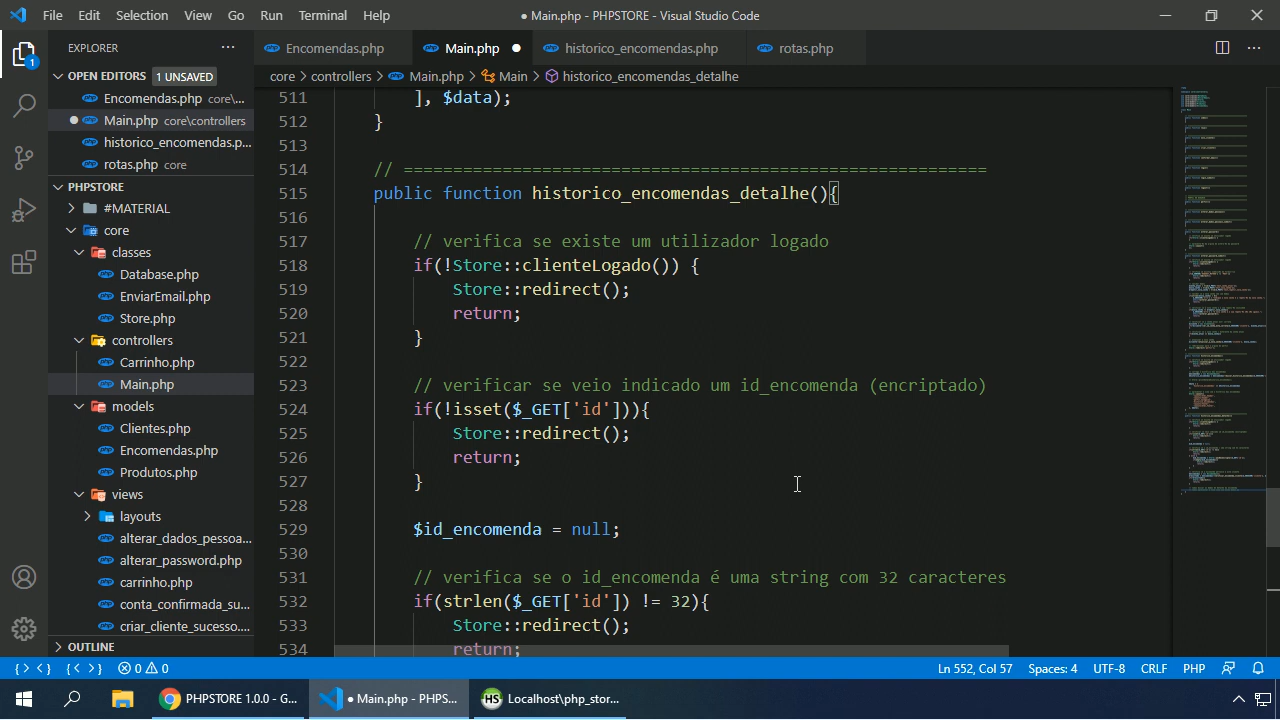 File Edit Selection View Go Run Terminal Help
● Main.php - PHPSTORE - Visual Studio Code
EXPLORER
Encomendas.php
Main.php
historico_encomendas.php
rotas.php
core > controllers > Main.php > Main > historico_encomendas_detalhe
OPEN EDITORS 1 UNSAVED
Encomendas.php core\...
Main.php core\controllers
historico_encomendas.p...
rotas.php core
PHPSTORE
#MATERIAL
core
classes
Database.php
EnviarEmail.php
Store.php
controllers
Carrinho.php
Main.php
models
Clientes.php
Encomendas.php
Produtos.php
views
layouts
alterar_dados_pessoa...
alterar_password.php
carrinho.php
conta_confirmada_su...
criar_cliente_sucesso....
OUTLINE
511 ], $data);
512 }
513
514 // ===========================================================
515 public function historico_encomendas_detalhe(){
516
517 // verifica se existe um utilizador logado
518 if(!Store::clienteLogado()) {
519 Store::redirect();
520 return;
521 }
522
523 // verificar se veio indicado um id_encomenda (encriptado)
524 if(!isset($_GET['id'])){
525 Store::redirect();
526 return;
527 }
528
529 $id_encomenda = null;
530
531 // verifica se o id_encomenda é uma string com 32 caracteres
532 if(strlen($_GET['id']) != 32){
533 Store::redirect();
534 return;
0 0
Ln 552, Col 57 Spaces: 4 UTF-8 CRLF PHP
PHPSTORE 1.0.0 - G...
● Main.php - PHPS...
HS Localhost\php_stor...
1